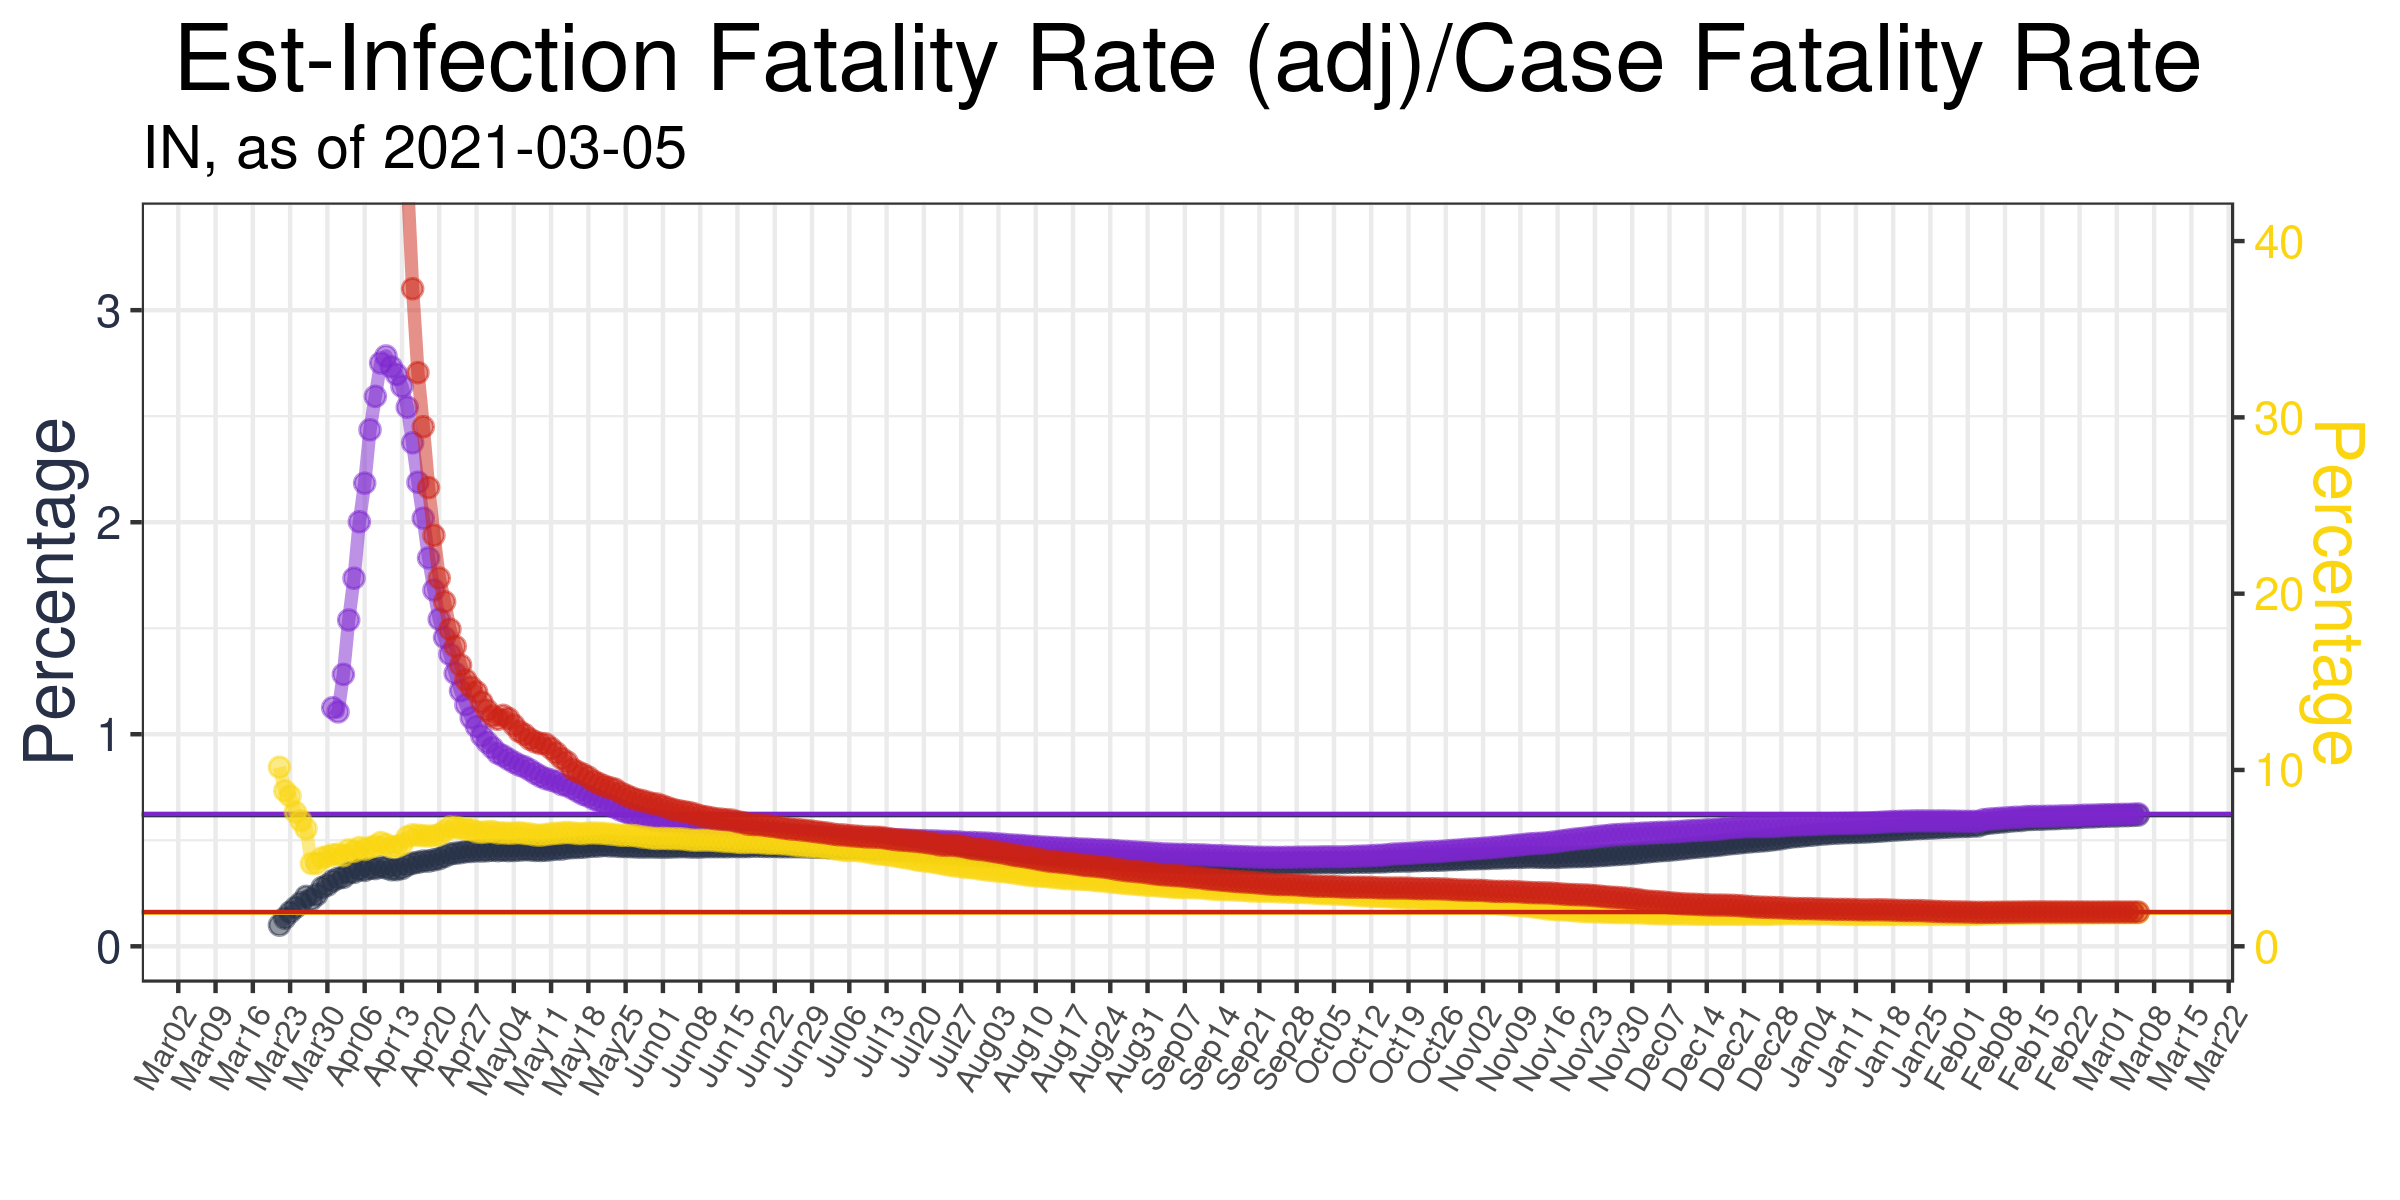 Est-Infection Fatality Rate (adj)/Case Fatality Rate
IN, as of 2021-03-05
Percentage
3
2
1
0
40
30
20
10
0
Percentage
Mar02
Mar09
Mar16
Mar23
Mar30
Apr06
Apr13
Apr20
Apr27
May04
May11
May18
May25
Jun01
Jun08
Jun15
Jun22
Jun29
Jul06
Jul13
Jul20
Jul27
Aug03
Aug10
Aug17
Aug24
Aug31
Sep07
Sep14
Sep21
Sep28
Oct05
Oct12
Oct19
Oct26
Nov02
Nov09
Nov16
Nov23
Nov30
Dec07
Dec14
Dec21
Dec28
Jan04
Jan11
Jan18
Jan25
Feb01
Feb08
Feb15
Feb22
Mar01
Mar08
Mar15
Mar22